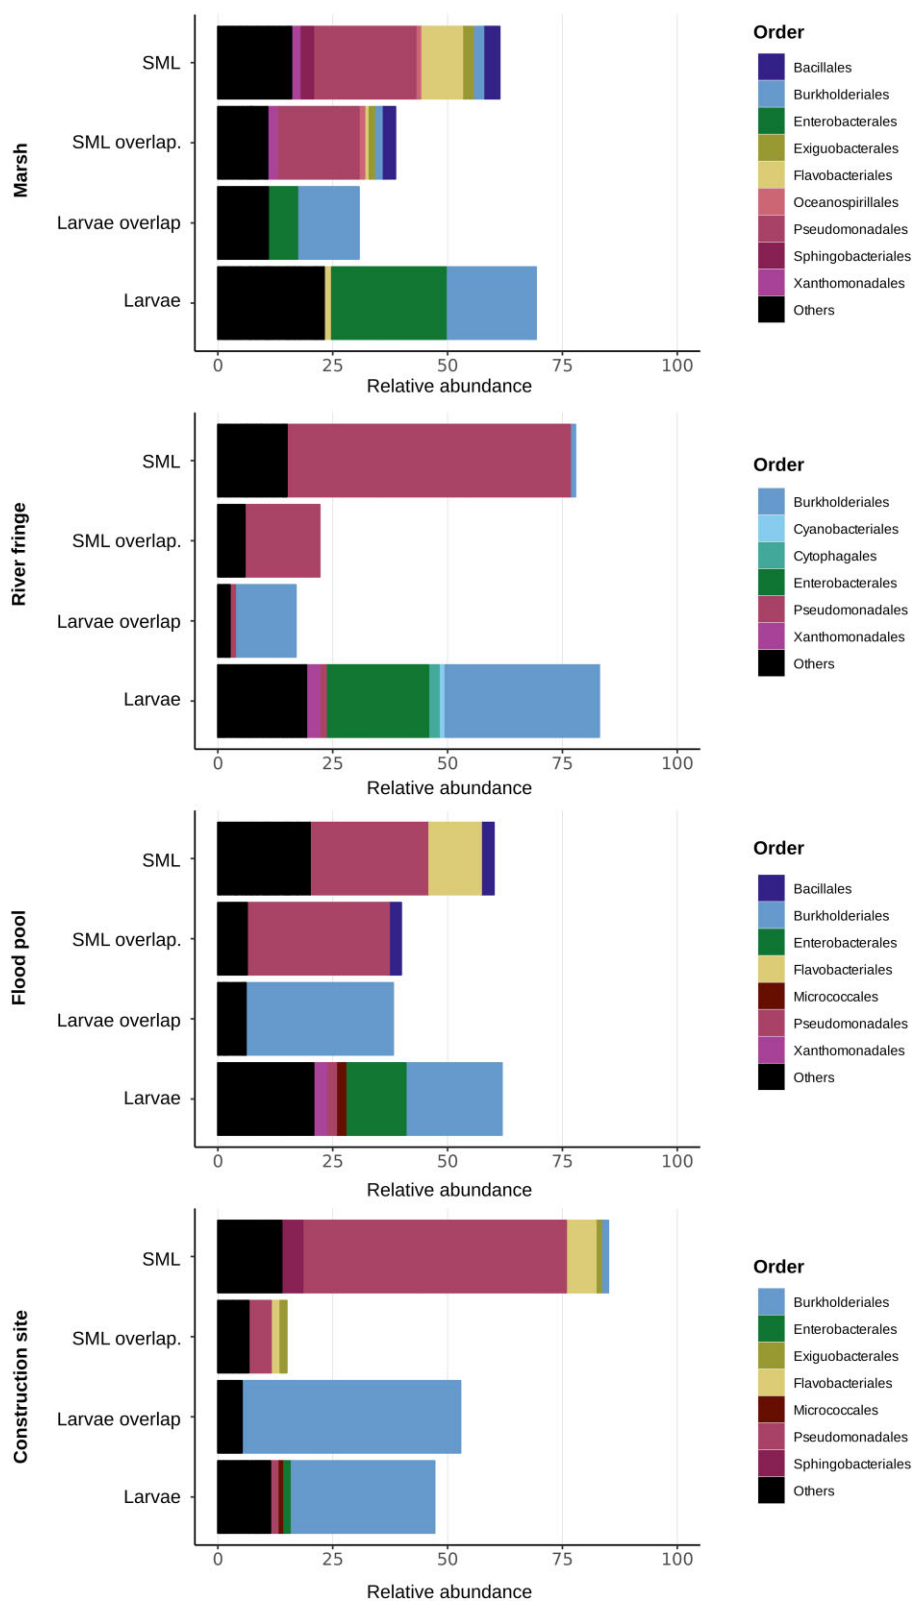 Marsh
SML
SML overlap.
Larvae overlap
Larvae
0 25 50 75 100
Relative abundance
Order
Bacillales
Burkholderiales
Enterobacterales
Exiguobacterales
Flavobacteriales
Oceanospirillales
Pseudomonadales
Sphingobacteriales
Xanthomonadales
Others
River fringe
SML
SML overlap.
Larvae overlap
Larvae
0 25 50 75 100
Relative abundance
Order
Burkholderiales
Cyanobacteriales
Cytophagales
Enterobacterales
Pseudomonadales
Xanthomonadales
Others
Flood pool
SML
SML overlap.
Larvae overlap
Larvae
0 25 50 75 100
Relative abundance
Order
Bacillales
Burkholderiales
Enterobacterales
Flavobacteriales
Micrococcales
Pseudomonadales
Xanthomonadales
Others
Construction site
SML
SML overlap.
Larvae overlap
Larvae
0 25 50 75 100
Relative abundance
Order
Burkholderiales
Enterobacterales
Exiguobacterales
Flavobacteriales
Micrococcales
Pseudomonadales
Sphingobacteriales
Others